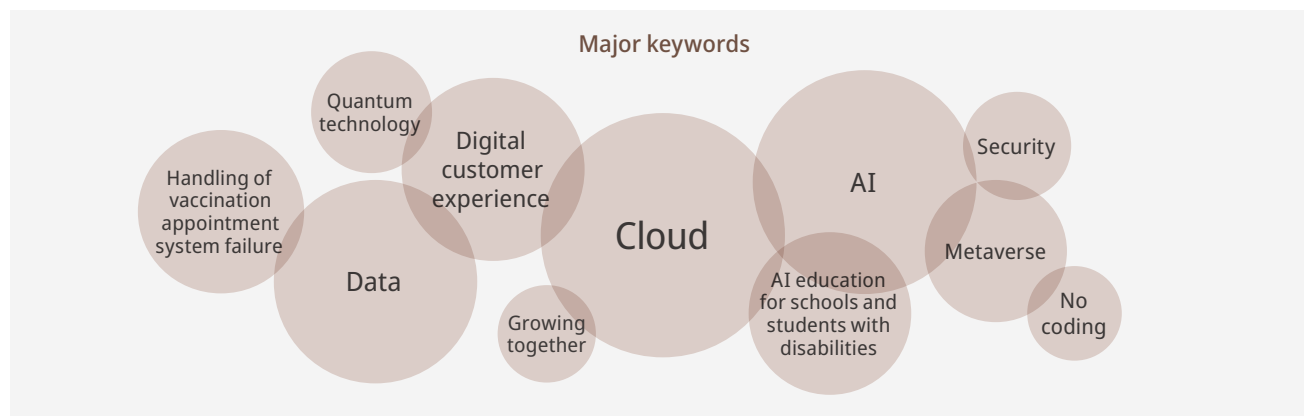 Major keywords
Quantum
technology
Digital
customer
experience
Handling of
vaccination
appointment
system failure
Data
Growing
together
Cloud
AI
AI education
for schools and
students with
disabilities
Security
Metaverse
No
coding